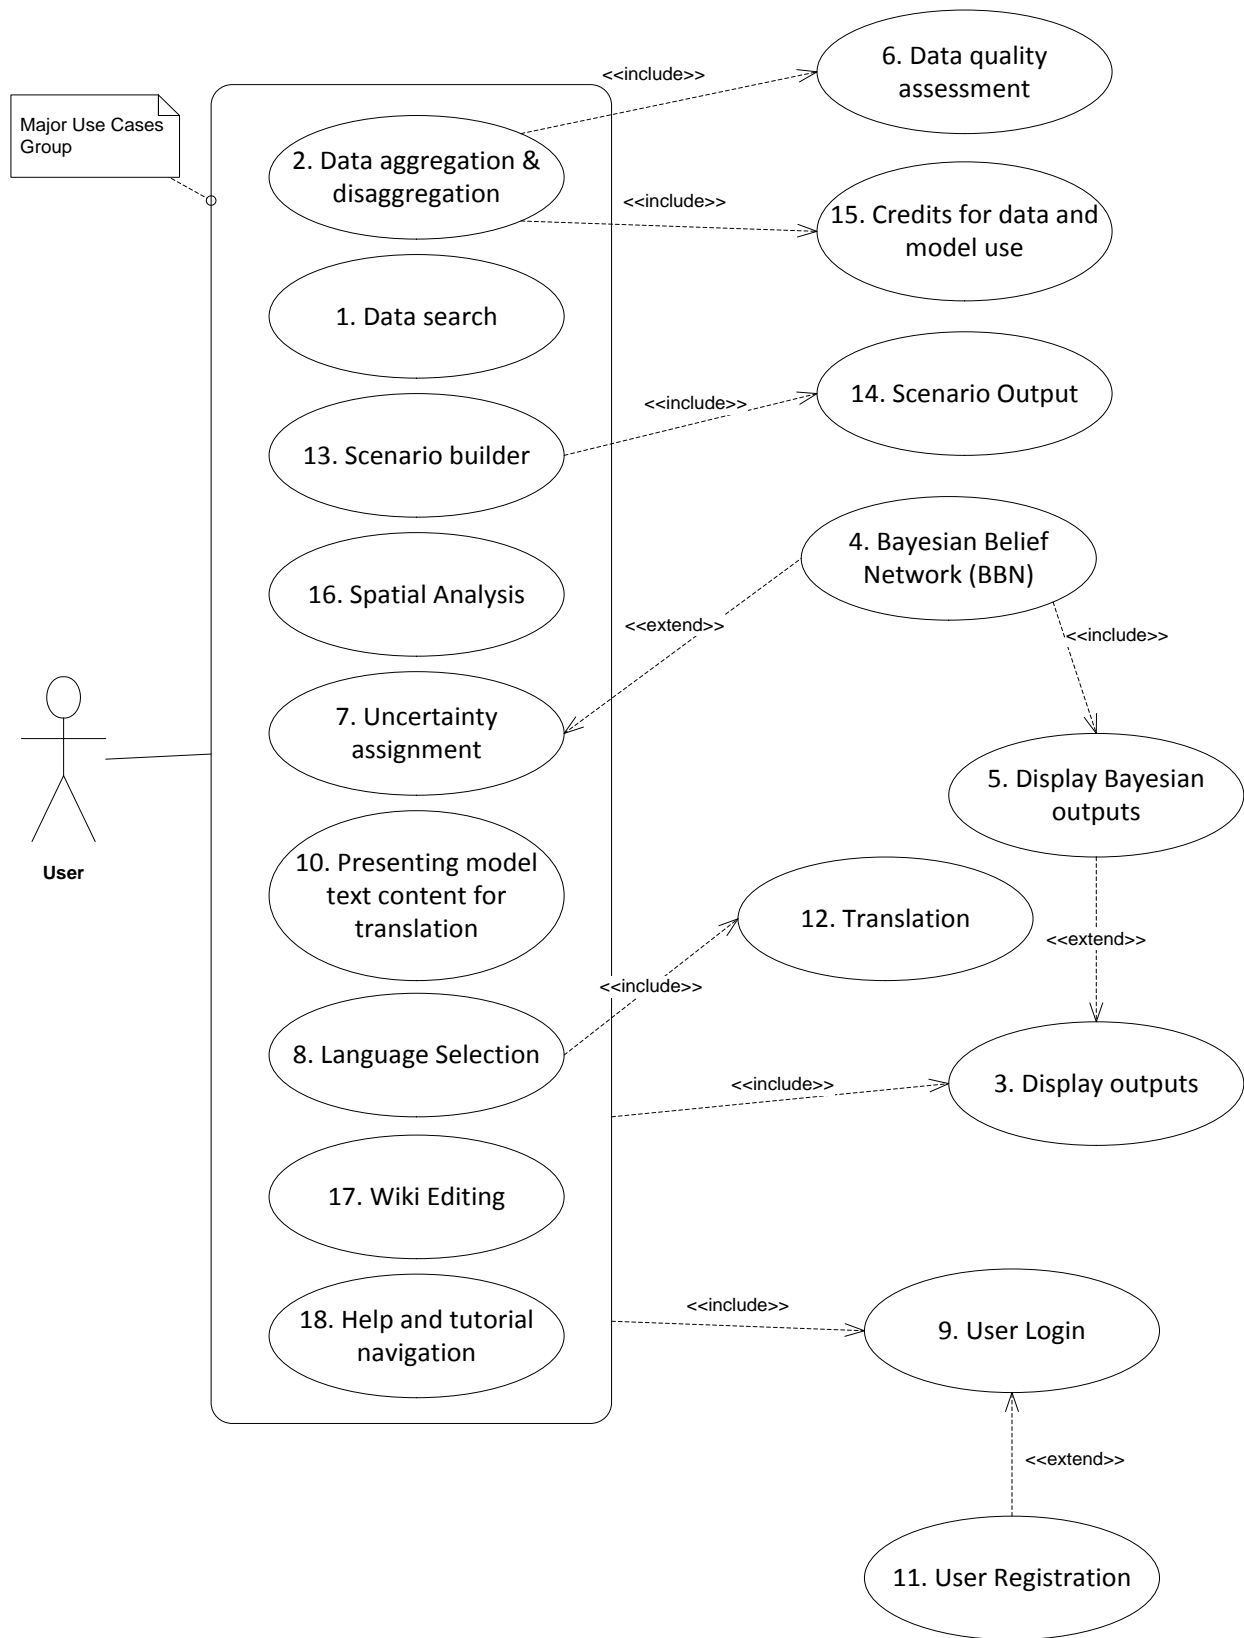 6. Data quality
assessment
<<include>>
Major Use Cases
Group
2. Data aggregation &
disaggregation
<<include>>
15. Credits for data and
model use
1. Data search
14. Scenario Output
<<include>>
13. Scenario builder
4. Bayesian Belief
Network (BBN)
16. Spatial Analysis
<<extend>>
<<include>>
7. Uncertainty
assignment
5. Display Bayesian
outputs
User
10. Presenting model
text content for
translation
12. Translation
<<extend>>
<<include>>
8. Language Selection
<<include>>
3. Display outputs
17. Wiki Editing
<<include>>
18. Help and tutorial
navigation
9. User Login
<<extend>>
11. User Registration